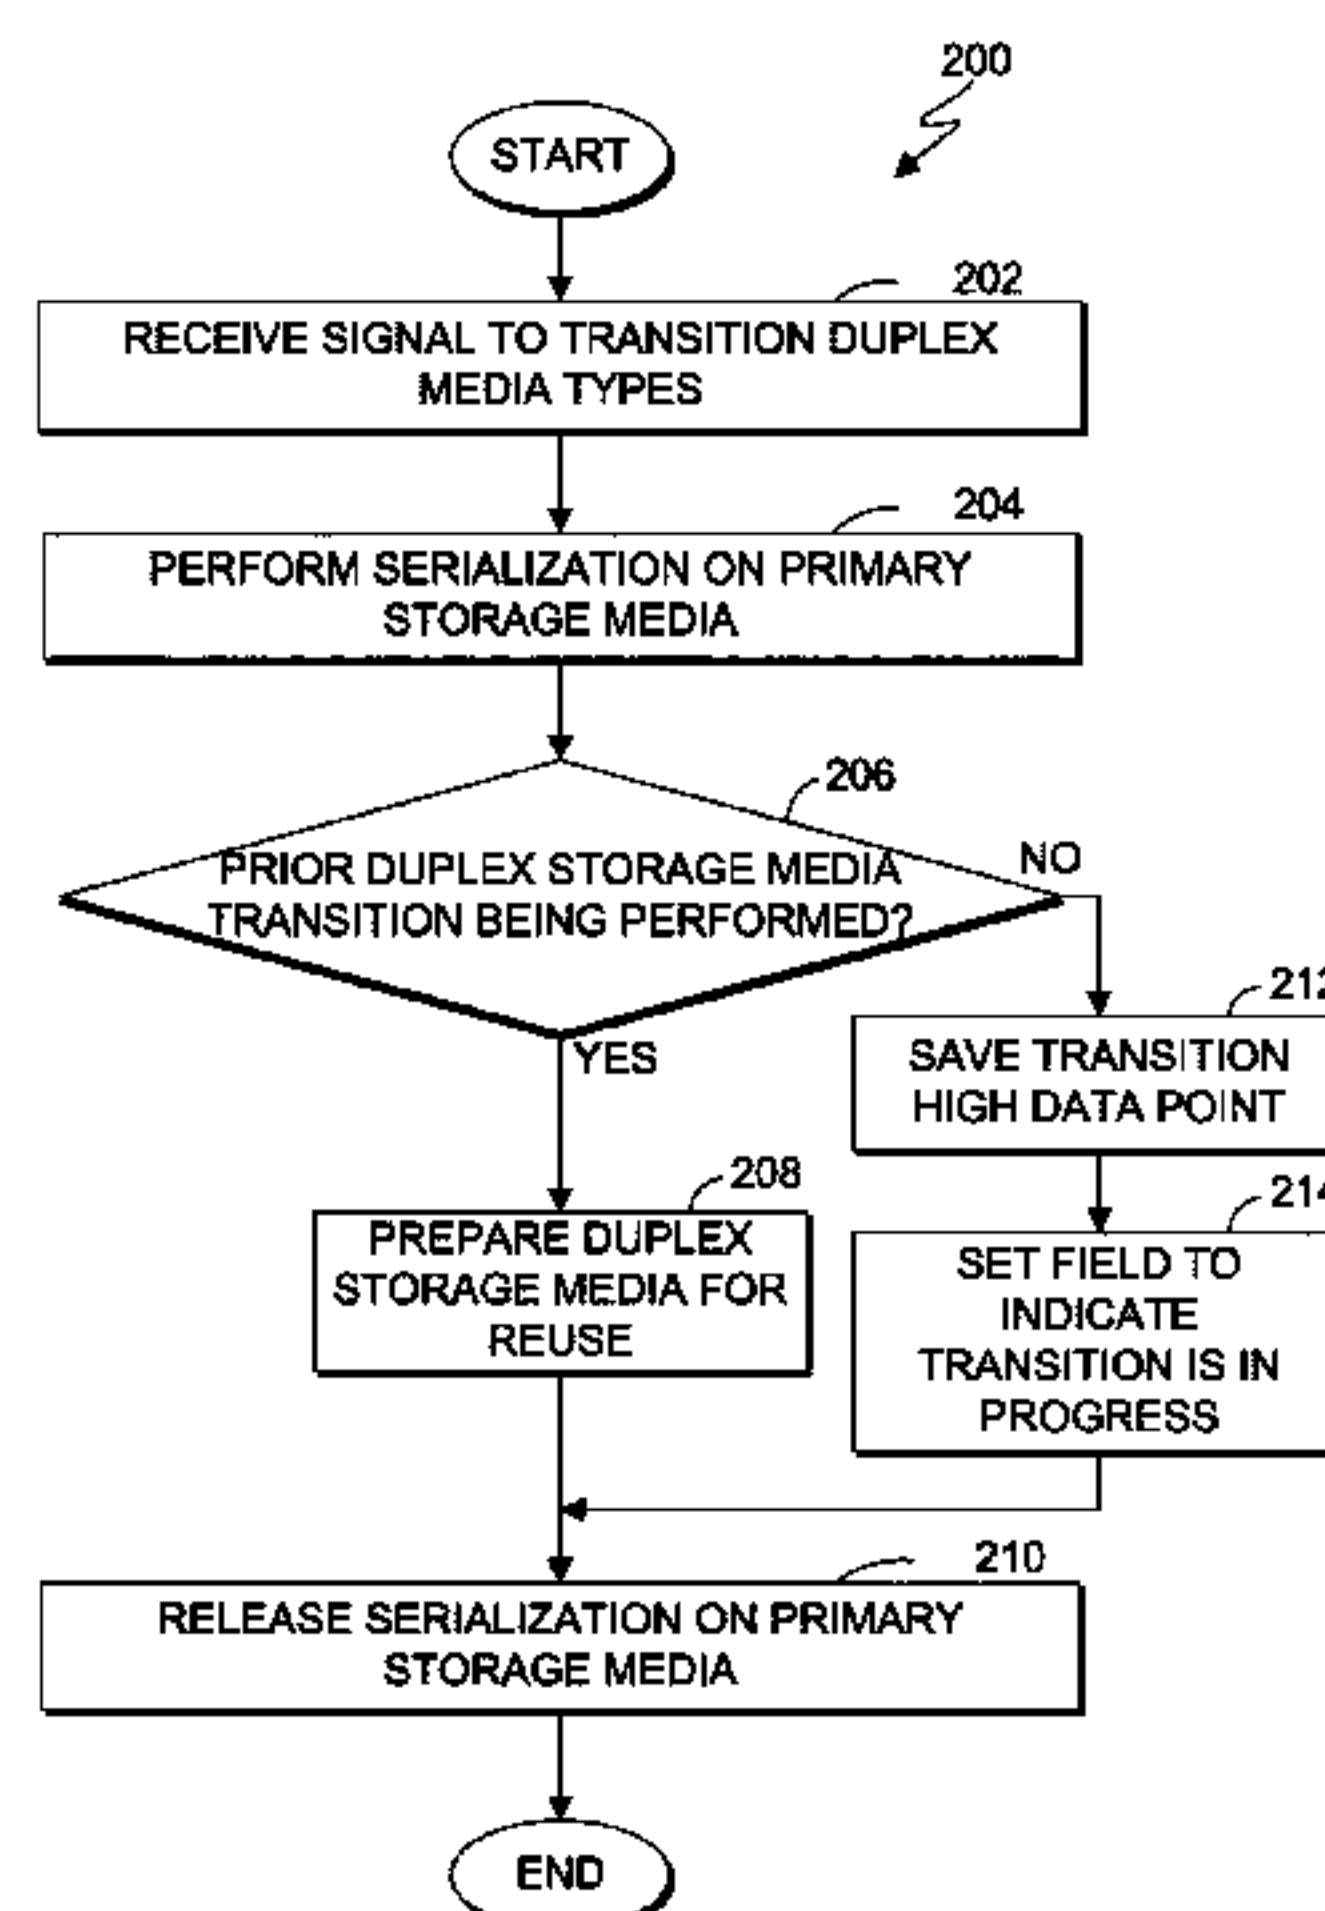 200
START
202
RECEIVE SIGNAL TO TRANSITION DUPLEX
MEDIA TYPES
204
PERFORM SERIALIZATION ON PRIMARY
STORAGE MEDIA
206
PRIOR DUPLEX STORAGE MEDIA
TRANSITION BEING PERFORMED?
NO
YES
212
SAVE TRANSITION
HIGH DATA POINT
208
PREPARE DUPLEX
STORAGE MEDIA FOR
REUSE
214
SET FIELD TO
INDICATE
TRANSITION IS IN
PROGRESS
210
RELEASE SERIALIZATION ON PRIMARY
STORAGE MEDIA
END